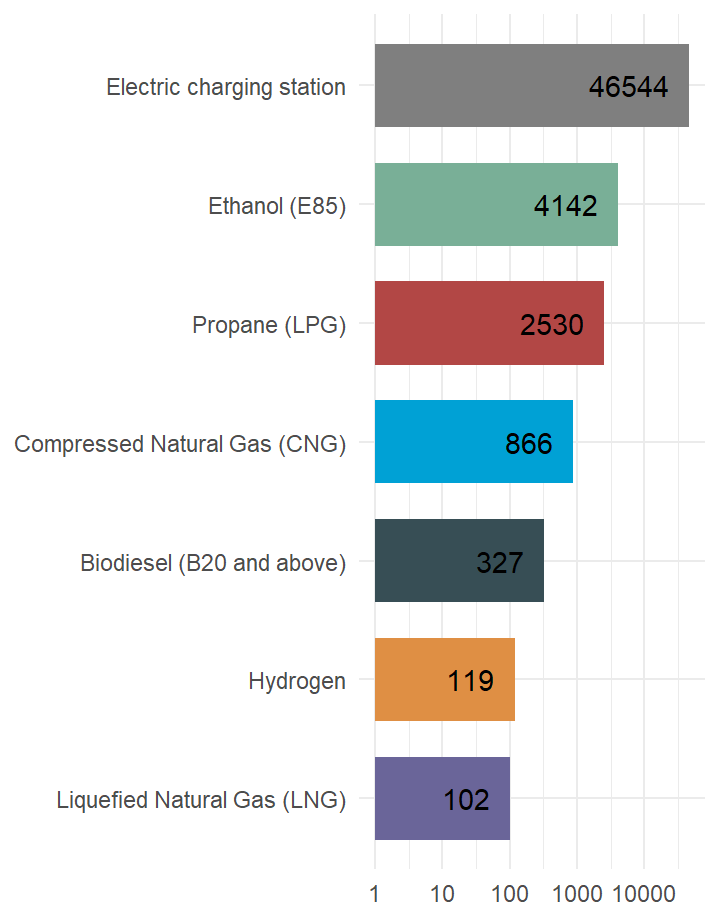 Electric charging station 46544
Ethanol (E85) 4142
Propane (LPG) 2530
Compressed Natural Gas (CNG) 866
Biodiesel (B20 and above) 327
Hydrogen 119
Liquefied Natural Gas (LNG) 102
1 10 100 1000 10000